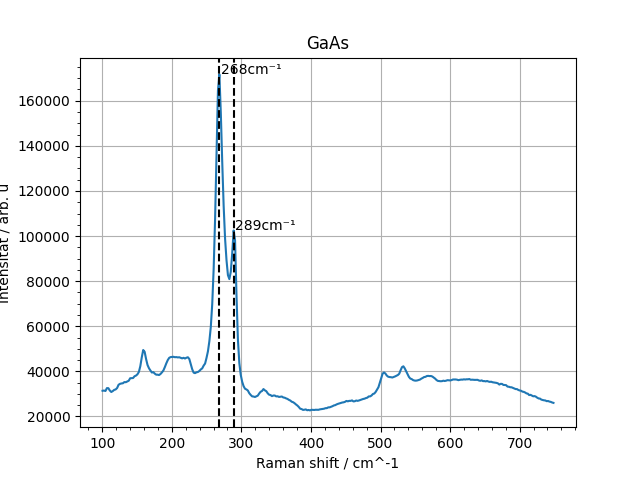 GaAs
268cm⁻¹
289cm⁻¹
160000
140000
120000
100000
80000
60000
40000
20000
Intensität / arb. u
100 200 300 400 500 600 700
Raman shift / cm^-1